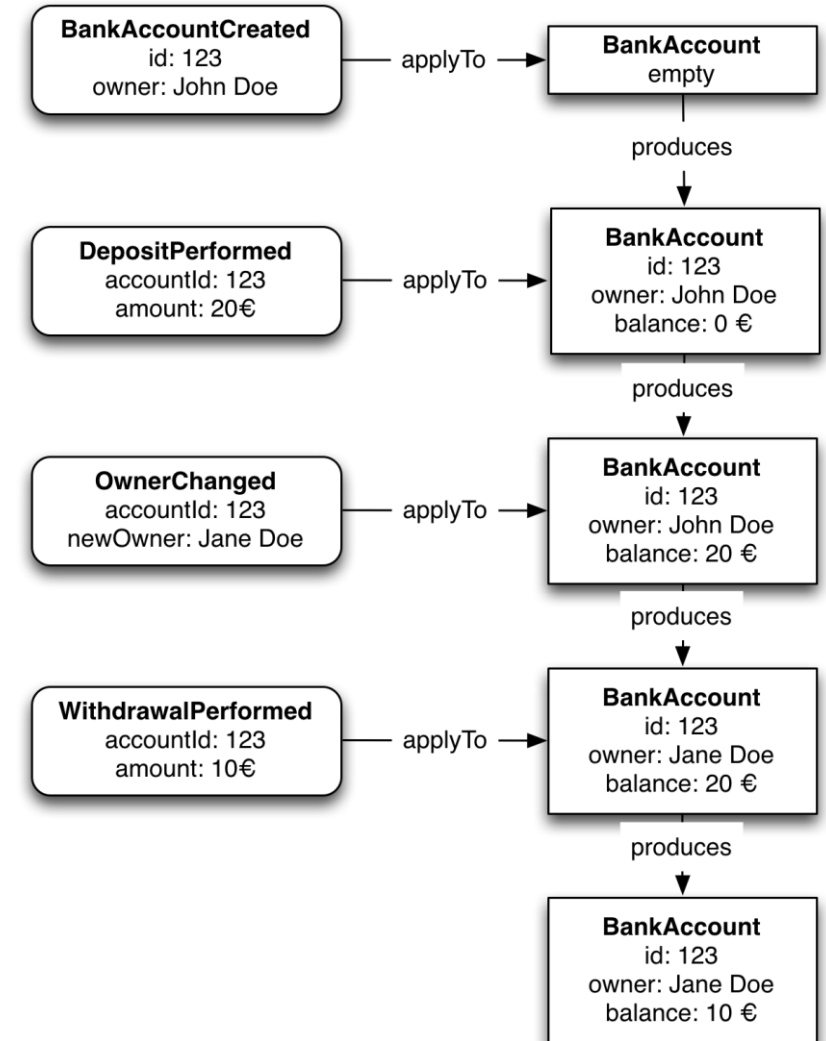 BankAccountCreated
id: 123
owner: John Doe
applyTo
BankAccount
empty
produces
DepositPerformed
accountId: 123
amount: 20€
applyTo
BankAccount
id: 123
owner: John Doe
balance: 0 €
produces
OwnerChanged
accountId: 123
newOwner: Jane Doe
applyTo
BankAccount
id: 123
owner: John Doe
balance: 20 €
produces
WithdrawalPerformed
accountId: 123
amount: 10€
applyTo
BankAccount
id: 123
owner: Jane Doe
balance: 20 €
produces
BankAccount
id: 123
owner: Jane Doe
balance: 10 €